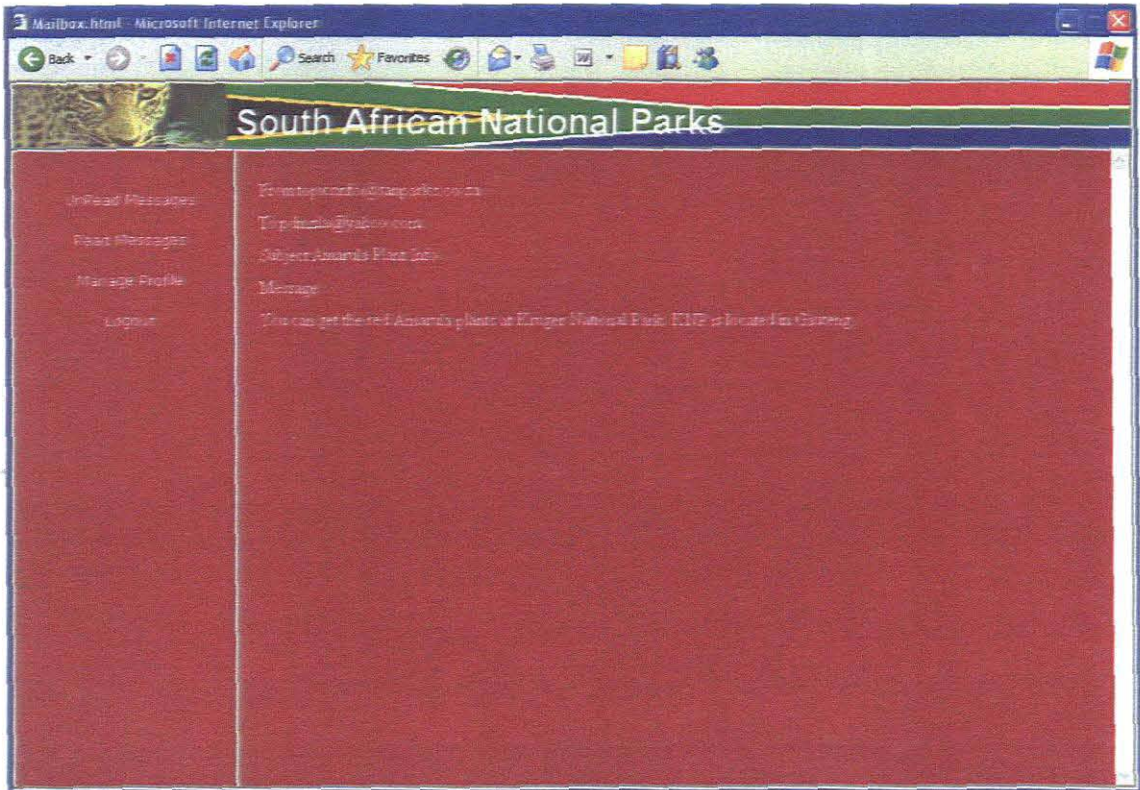 Mailbox.html - Microsoft Internet Explorer
Back
Search
Favorites
South African National Parks
UnRead Messages
Read Messages
Manage Profile
Logout
Subject Amarula Plant Info
Message
You can get the red Amarula plants at Kruger National Park. KNP is located in Gauteng